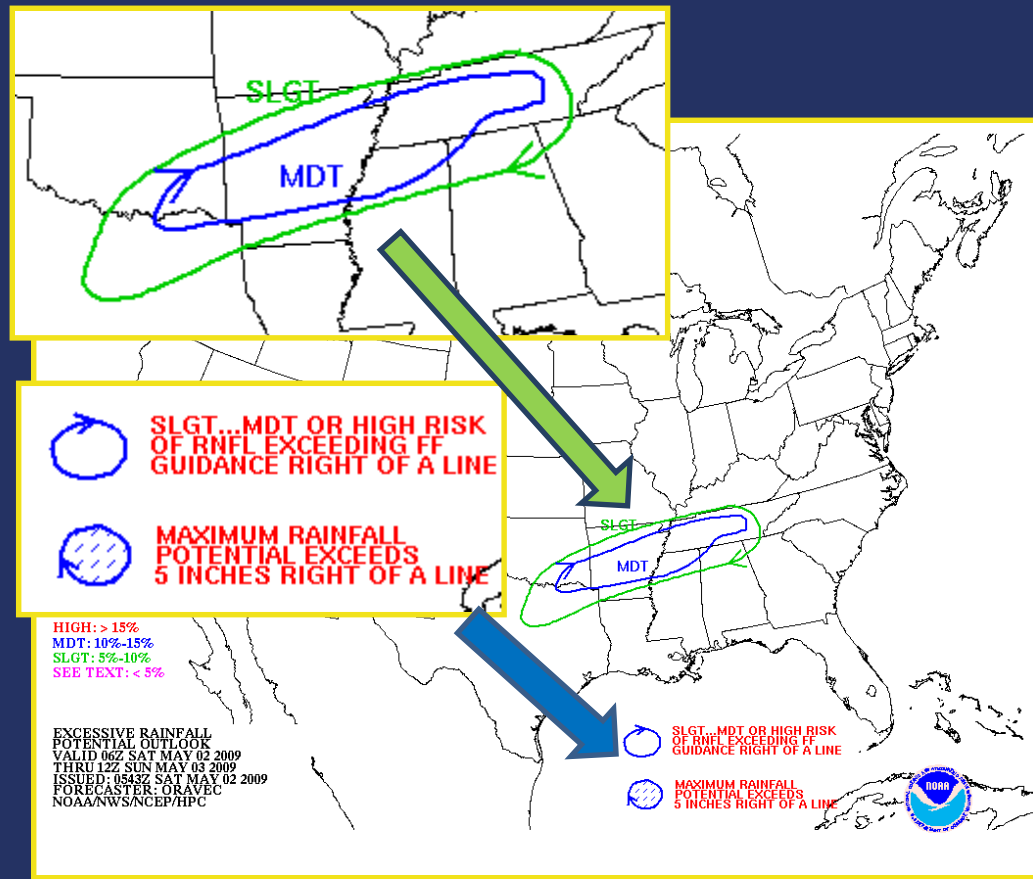 SLGT
MDT
SLGT...MDT OR HIGH RISK
OF RNFL EXCEEDING FF
GUIDANCE RIGHT OF A LINE
MAXIMUM RAINFALL
POTENTIAL EXCEEDS
5 INCHES RIGHT OF A LINE
SLGT
MDT
HIGH: > 15%
MDT: 10%-15%
SLGT: 5%-10%
SEE TEXT: < 5%
EXCESSIVE RAINFALL
POTENTIAL OUTLOOK
VALID 06Z SAT MAY 02 2009
THRU 12Z SUN MAY 03 2009
ISSUED: 0543Z SAT MAY 02 2009
FORECASTER: ORAVEC
NOAA/NWS/NCEP/HPC
SLGT...MDT OR HIGH RISK
OF RNFL EXCEEDING FF
GUIDANCE RIGHT OF A LINE
MAXIMUM RAINFALL
POTENTIAL EXCEEDS
5 INCHES RIGHT OF A LINE
NOAA